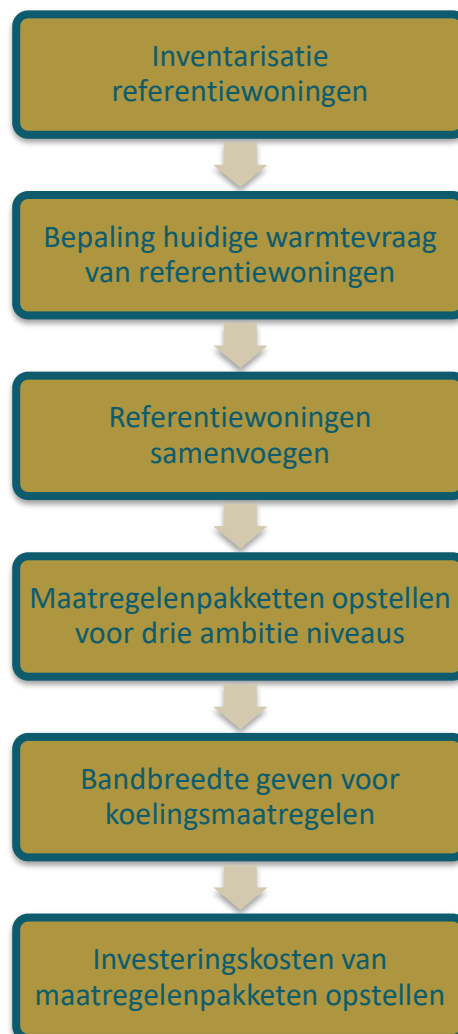 Inventarisatie
referentiewoningen
Bepaling huidige warmtevraag
van referentiewoningen
Referentiewoningen
samenvoegen
Maatregelenpakketten opstellen
voor drie ambitie niveaus
Bandbreedte geven voor
koelingsmaatregelen
Investeringskosten van
maatregelenpakketen opstellen